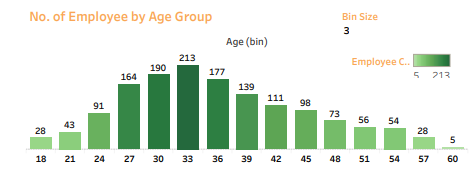 No. of Employee by Age Group
Bin Size
3
Age (bin)
Employee C..
5 213
28 43 91 164 190 213 177 139 111 98 73 56 54 28 5
18 21 24 27 30 33 36 39 42 45 48 51 54 57 60